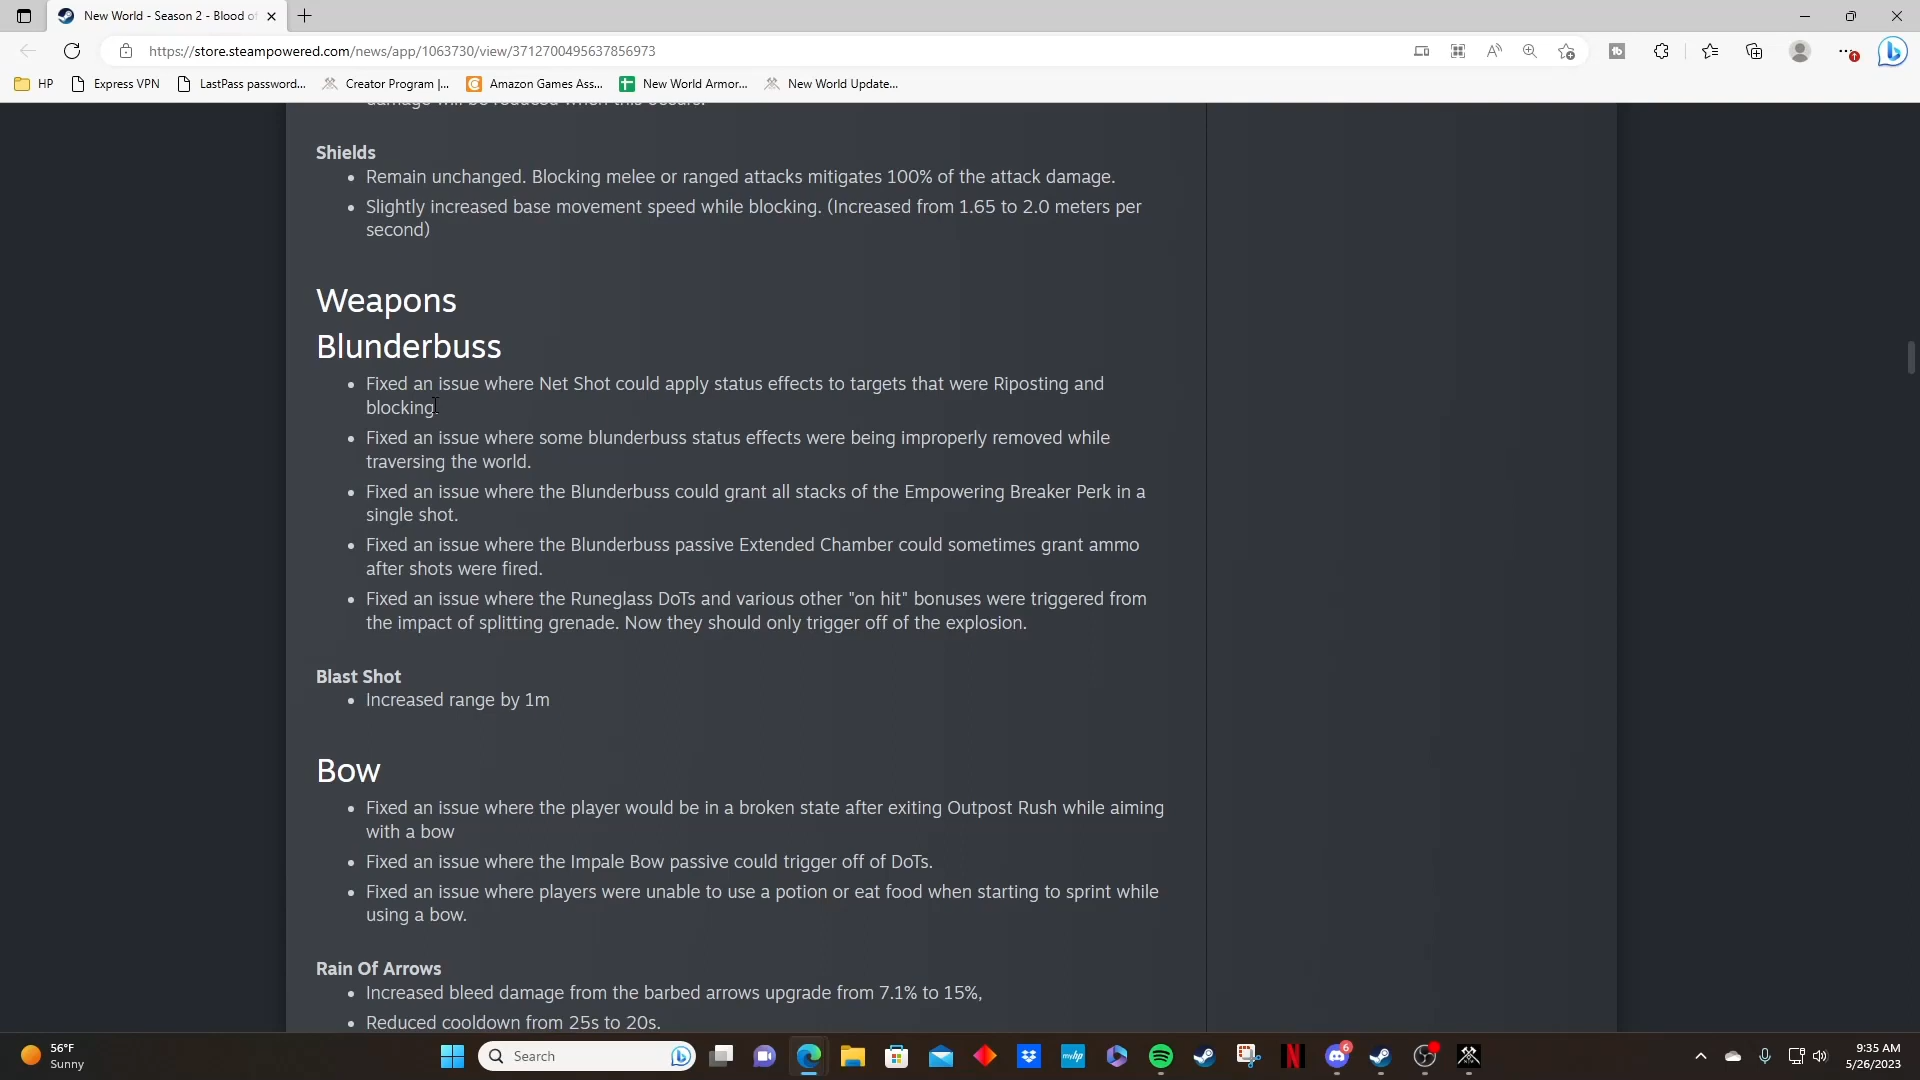 New World - Season 2 - Blood of
https://store.steampowered.com/news/app/1063730/view/3712700495637856973
HP
Express VPN
LastPass password...
Creator Program |...
Amazon Games Ass...
New World Armor...
New World Update...
damage will be reduced when this occurs.
Shields
Remain unchanged. Blocking melee or ranged attacks mitigates 100% of the attack damage.
Slightly increased base movement speed while blocking. (Increased from 1.65 to 2.0 meters per
second)
Weapons
Blunderbuss
Fixed an issue where Net Shot could apply status effects to targets that were Riposting and
blocking.
Fixed an issue where some blunderbuss status effects were being improperly removed while
traversing the world.
Fixed an issue where the Blunderbuss could grant all stacks of the Empowering Breaker Perk in a
single shot.
Fixed an issue where the Blunderbuss passive Extended Chamber could sometimes grant ammo
after shots were fired.
Fixed an issue where the Runeglass DoTs and various other "on hit" bonuses were triggered from
the impact of splitting grenade. Now they should only trigger off of the explosion.
Blast Shot
Increased range by 1m
Bow
Fixed an issue where the player would be in a broken state after exiting Outpost Rush while aiming
with a bow
Fixed an issue where the Impale Bow passive could trigger off of DoTs.
Fixed an issue where players were unable to use a potion or eat food when starting to sprint while
using a bow.
Rain Of Arrows
Increased bleed damage from the barbed arrows upgrade from 7.1% to 15%,
Reduced cooldown from 25s to 20s.
56°F
Sunny
Search
myhp
6
9:35 AM
5/26/2023